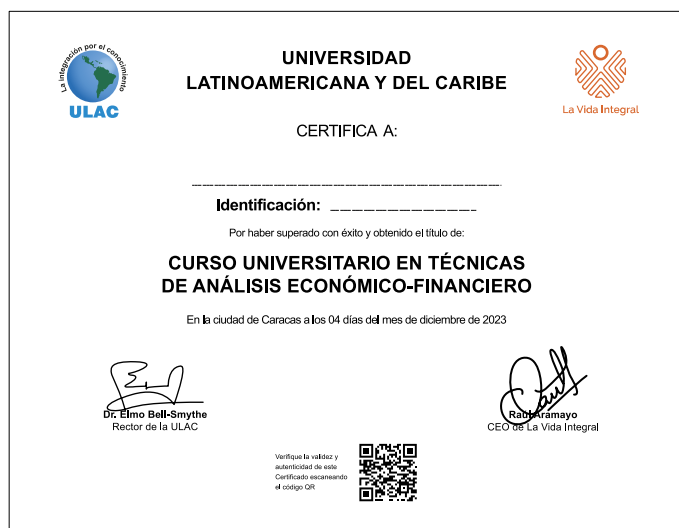 La integración por el conocimiento
ULAC
UNIVERSIDAD
LATINOAMERICANA Y DEL CARIBE
La Vida Integral
CERTIFICA A:
Identificación:
Por haber superado con éxito y obtenido el título de:
CURSO UNIVERSITARIO EN TÉCNICAS
DE ANÁLISIS ECONÓMICO-FINANCIERO
En la ciudad de Caracas a los 04 días del mes de diciembre de 2023
Dr. Elmo Bell-Smythe
Rector de la ULAC
Raúl Aramayo
CEO de La Vida Integral
Verifique la validez y
autenticidad de este
Certificado escaneando
el código QR